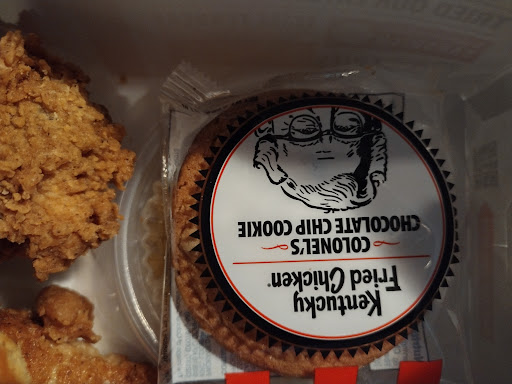 Kentucky
Fried Chicken®
COLONEL'S
CHOCOLATE CHIP COOKIE